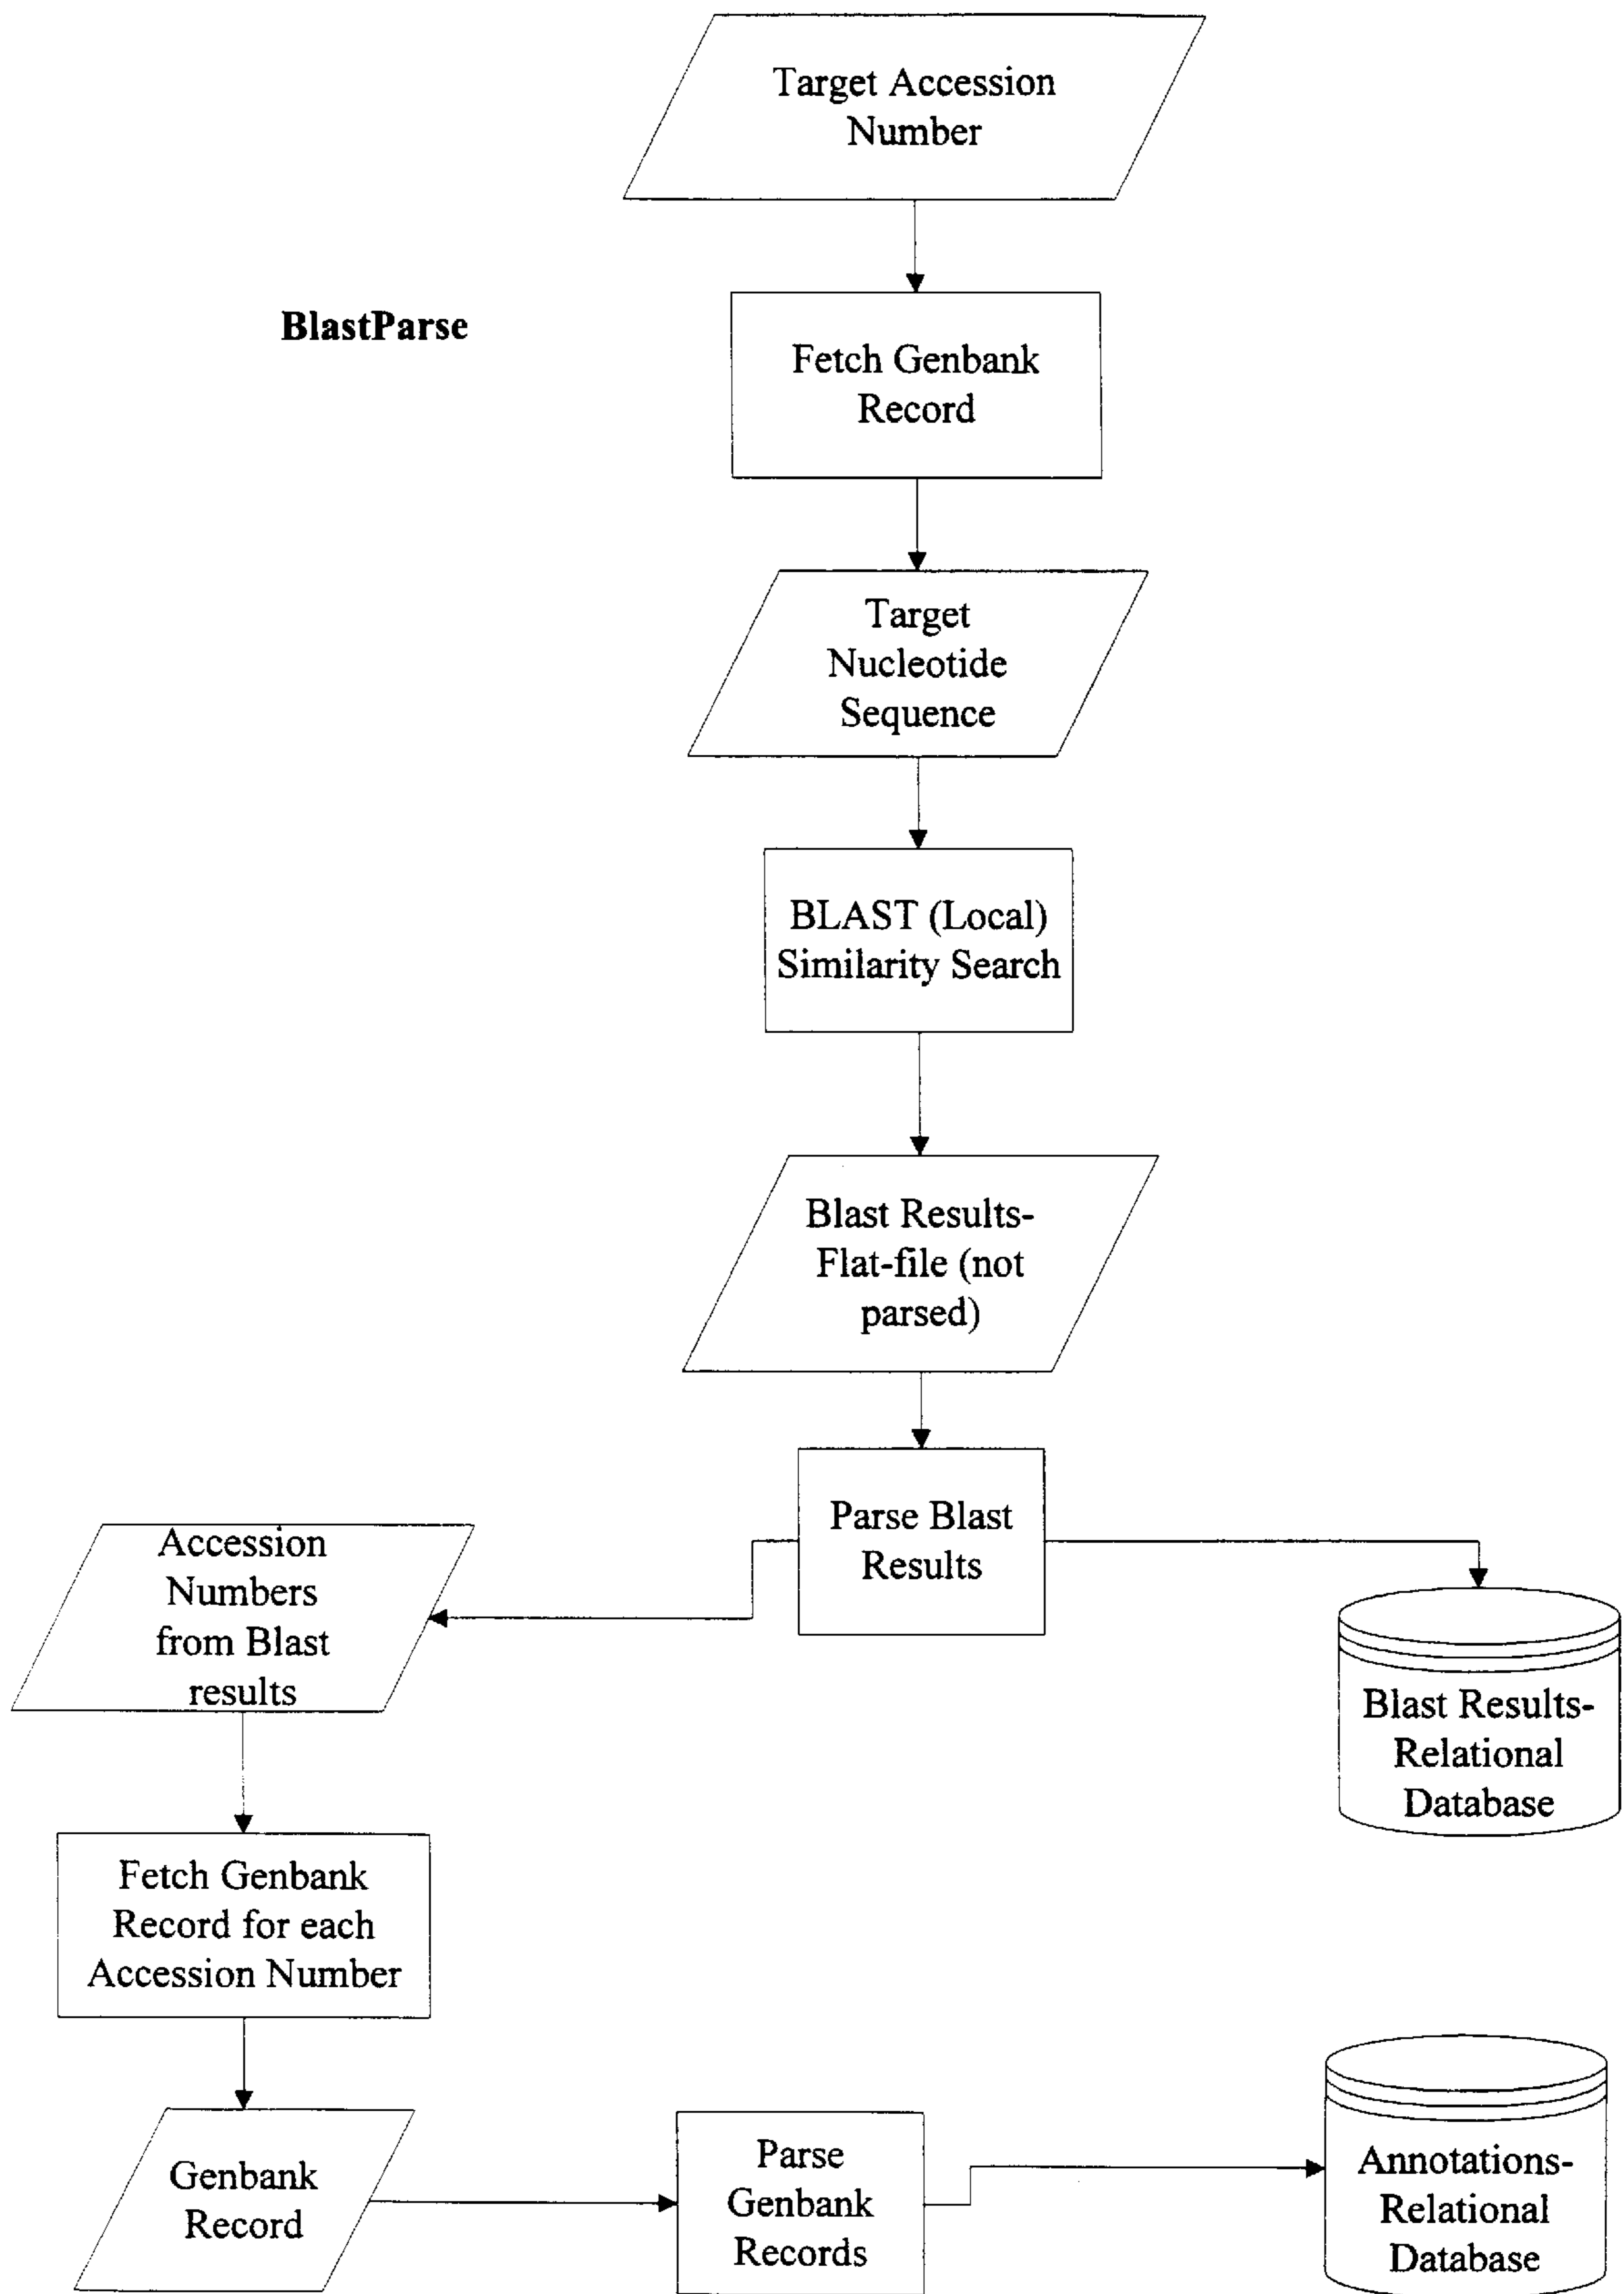 Target Accession
Number
BlastParse
Fetch Genbank
Record
Target
Nucleotide
Sequence
BLAST (Local)
Similarity Search
Blast Results-
Flat-file (not
parsed)
Parse Blast
Results
Accession
Numbers
from Blast
results
Blast Results-
Relational
Database
Fetch Genbank
Record for each
Accession Number
Genbank
Record
Parse
Genbank
Records
Annotations-
Relational
Database